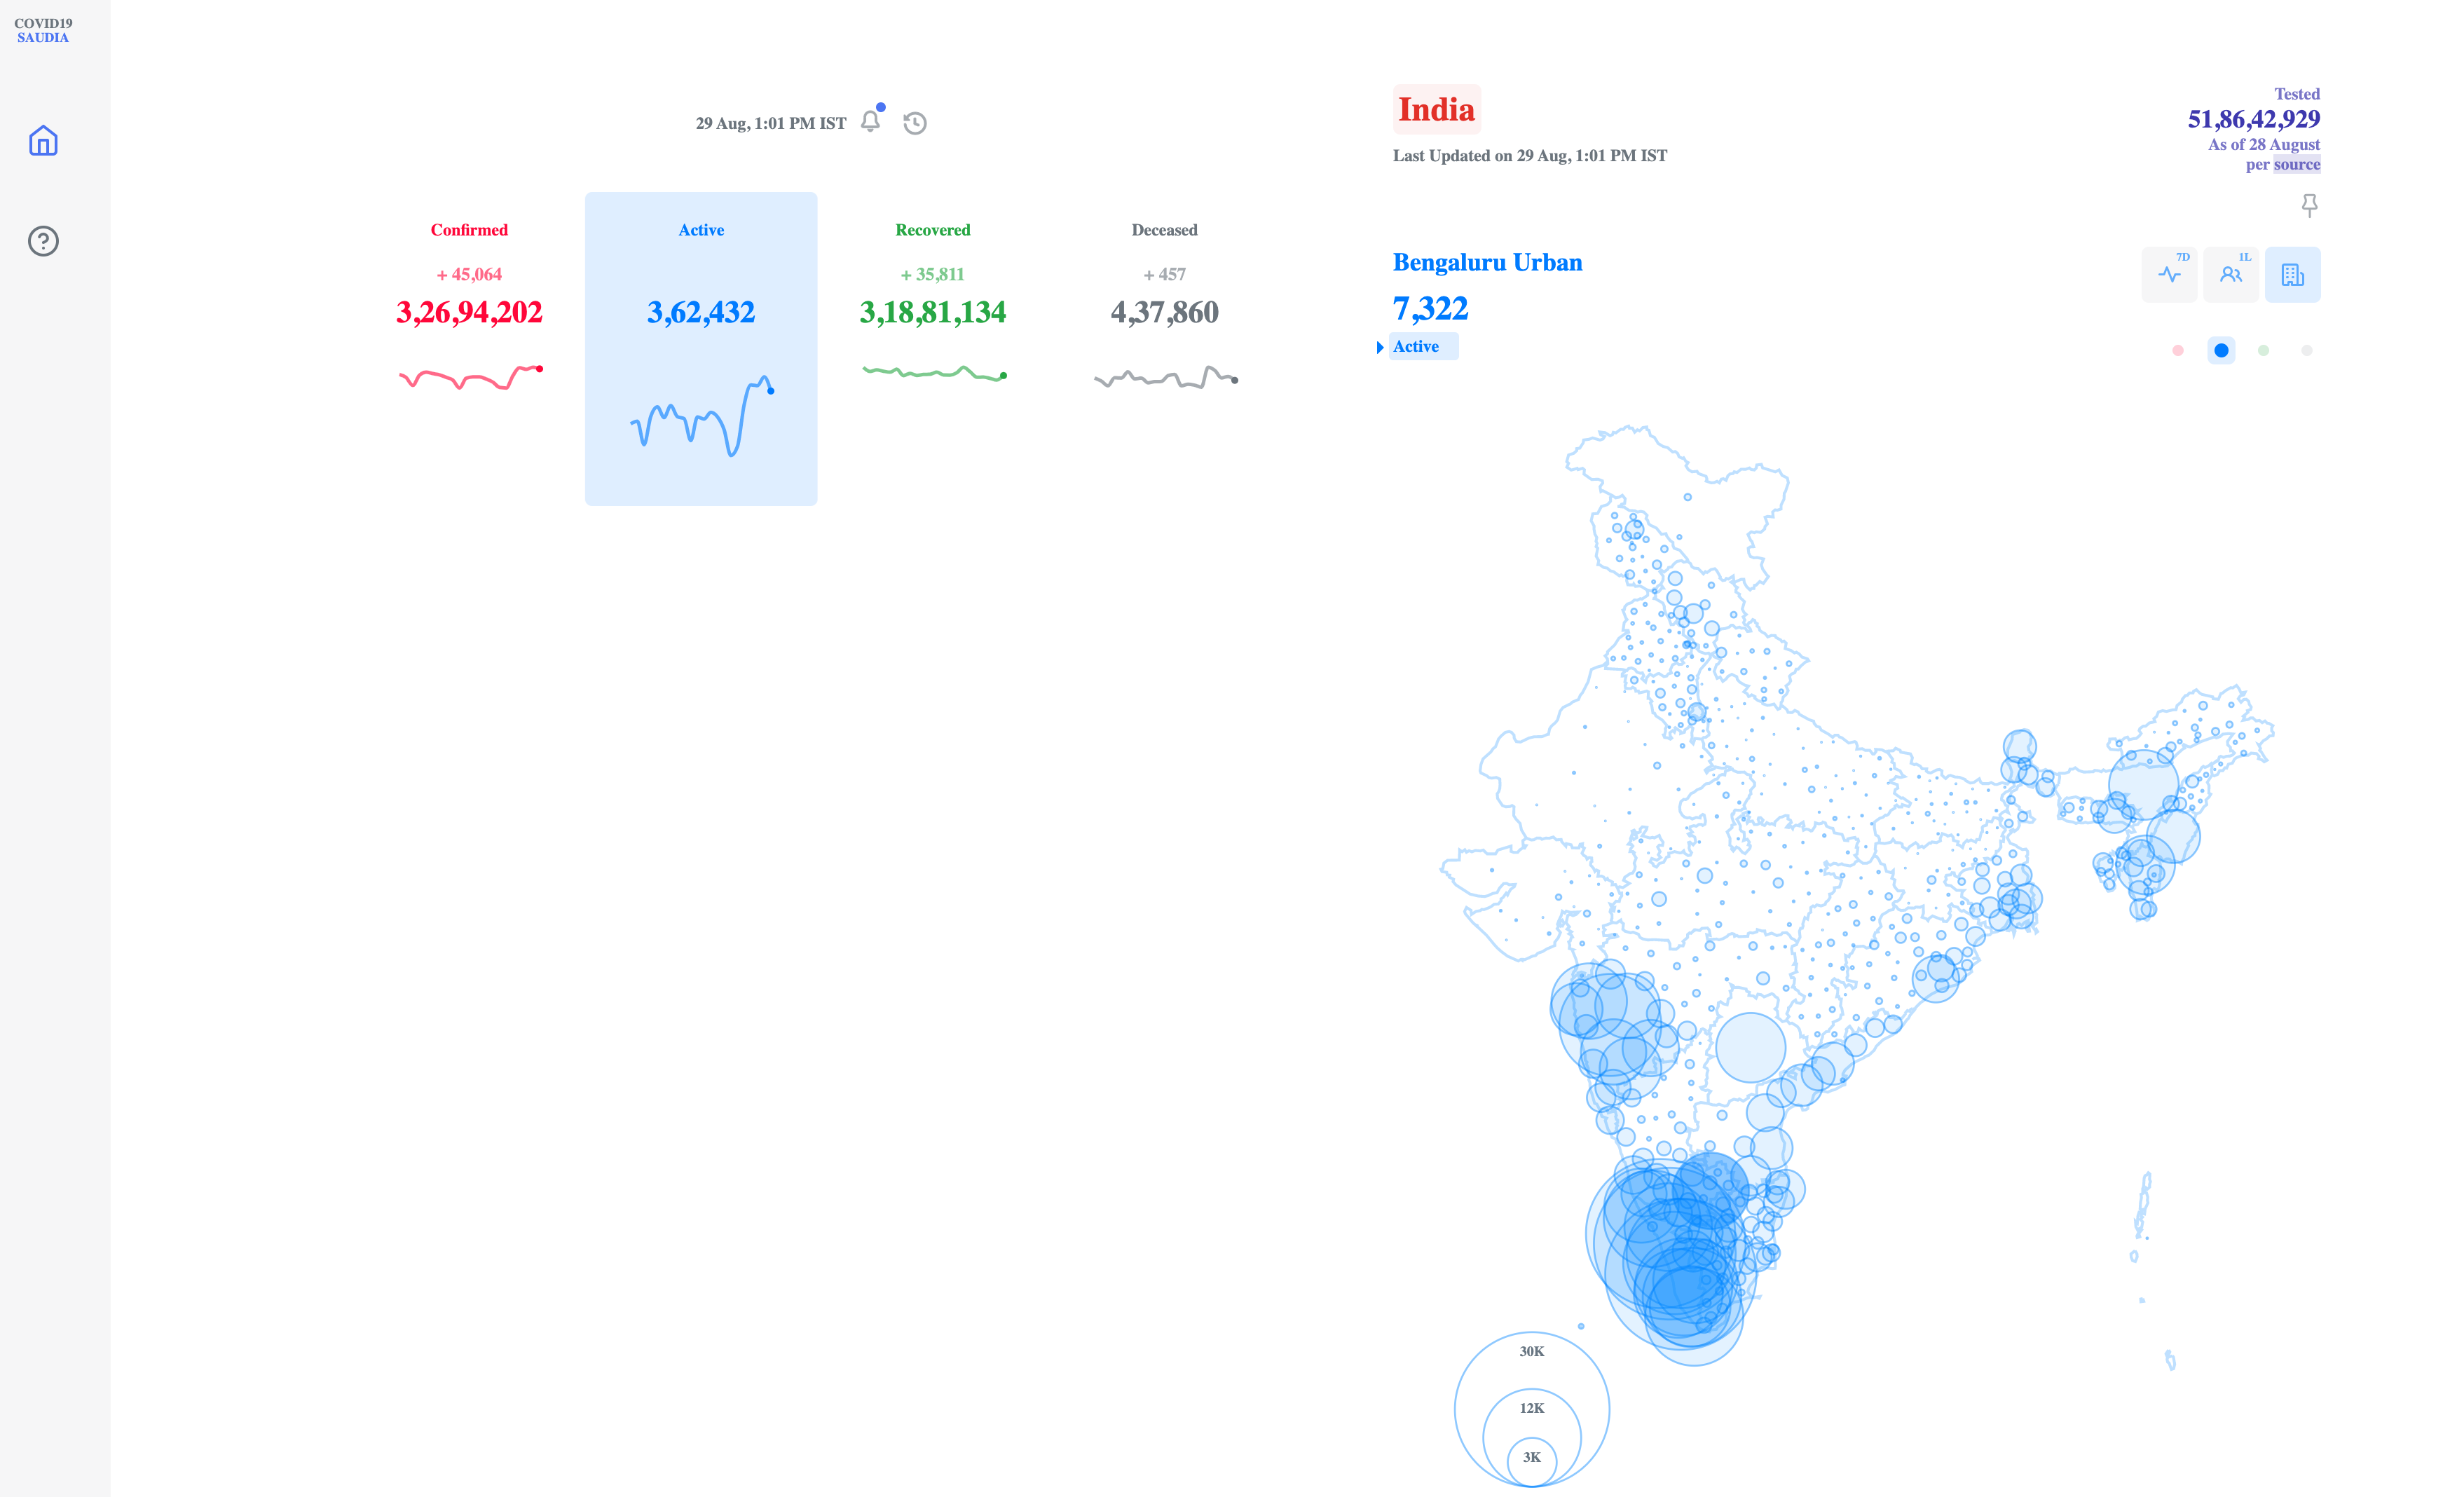 COVID19
SAUDIA
29 Aug, 1:01 PM IST
Confirmed
+ 45,064
3,26,94,202
Active
3,62,432
Recovered
+ 35,811
3,18,81,134
Deceased
+ 457
4,37,860
India
Last Updated on 29 Aug, 1:01 PM IST
Tested
51,86,42,929
As of 28 August
per source
Bengaluru Urban
7,322
Active
7D
1L
30K
12K
3K